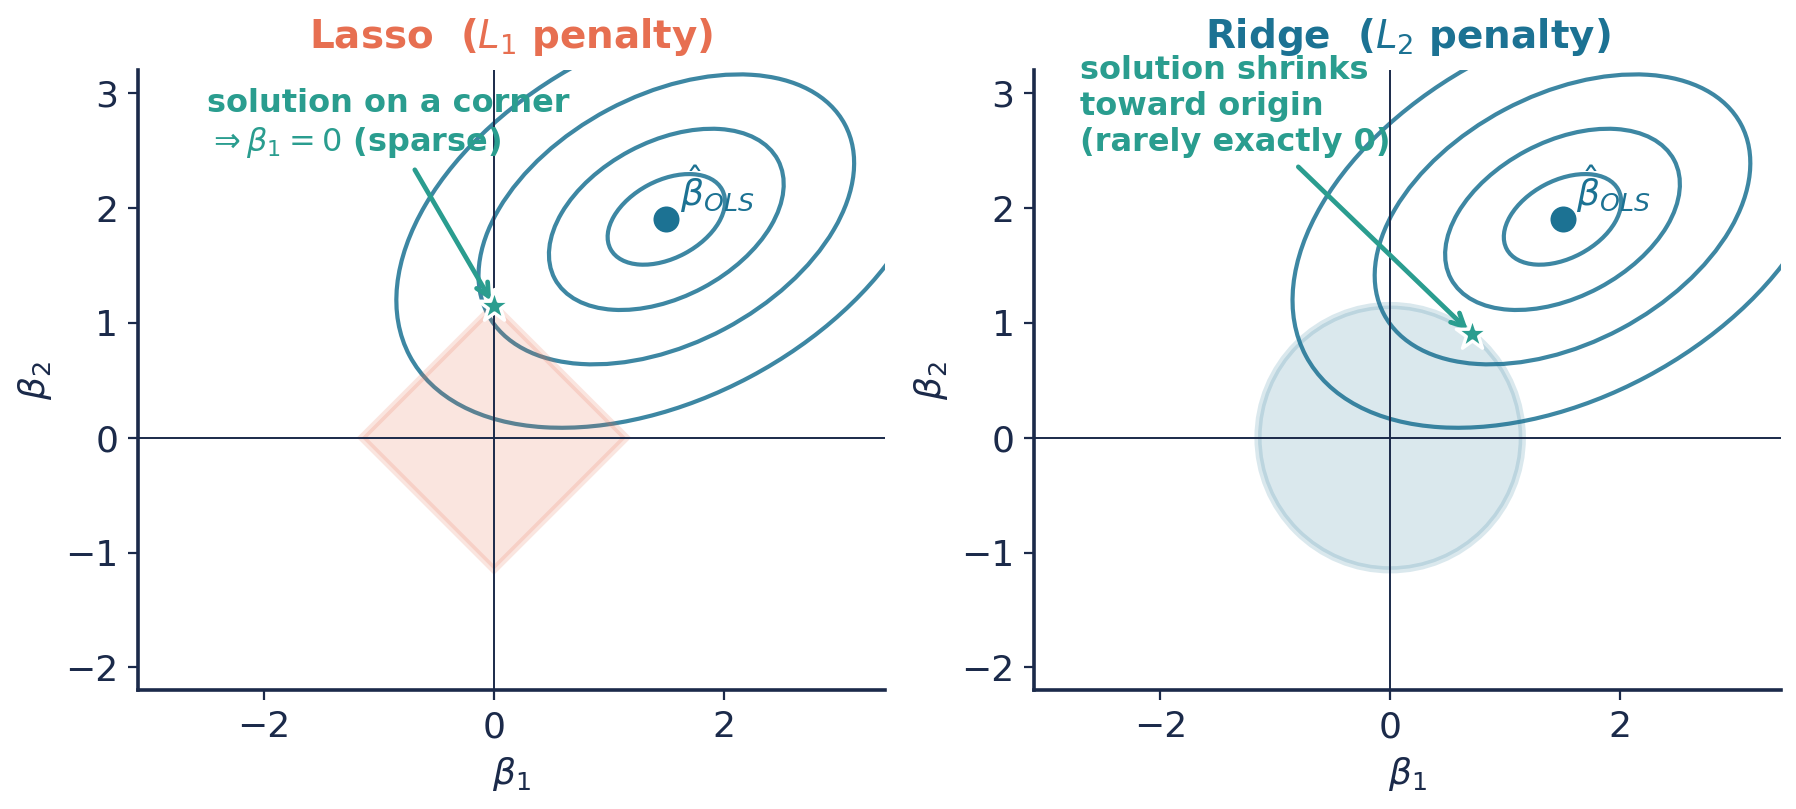 Lasso (L₁ penalty)
solution on a corner
⇒ β₁ = 0 (sparse)
β̂_OLS
3
2
1
0
−1
−2
−2
0
2
β₂
β₁
Ridge (L₂ penalty)
solution shrinks
toward origin
(rarely exactly 0)
β̂_OLS
3
2
1
0
−1
−2
−2
0
2
β₂
β₁